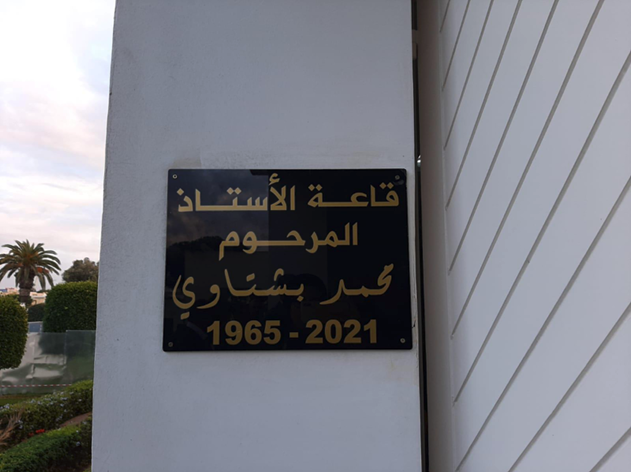 قاعة الأستاذ
المرحوم
محمد بشتاوي
1965 - 2021